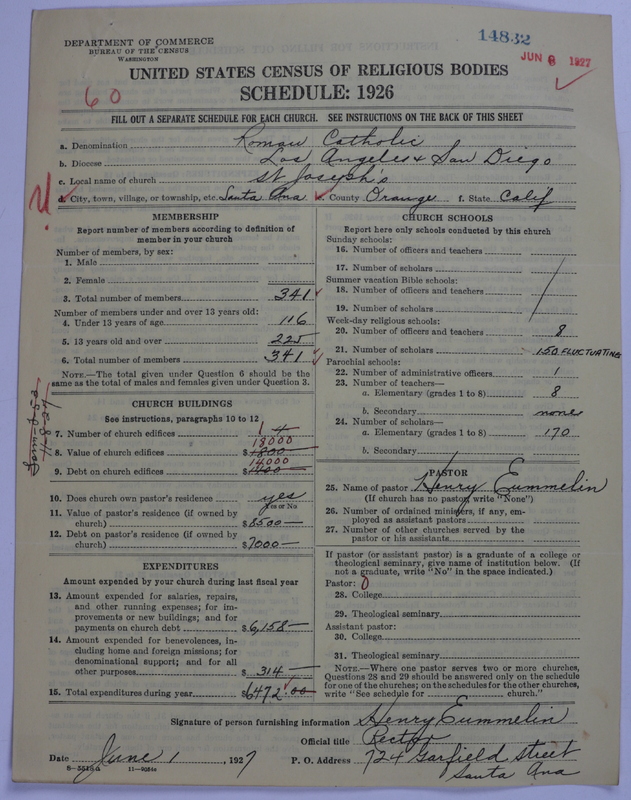 DEPARTMENT OF COMMERCE
BUREAU OF THE CENSUS
WASHINGTON
14832
JUN 8 1927
UNITED STATES CENSUS OF RELIGIOUS BODIES
SCHEDULE: 1926
60
FILL OUT A SEPARATE SCHEDULE FOR EACH CHURCH. SEE INSTRUCTIONS ON THE BACK OF THIS SHEET
a. Denomination Roman Catholic
b. Diocese Los Angeles & San Diego
c. Local name of church St Joseph's
d. City, town, village, or township, etc. Santa Ana e. County Orange f. State Calif
U
MEMBERSHIP
Report number of members according to definition of
member in your church
Number of members, by sex:
1. Male
2. Female
3. Total number of members 341
Number of members under and over 13 years old:
4. Under 13 years of age 116
5. 13 years old and over 225
6. Total number of members 341
NOTE.—The total given under Question 6 should be the
same as the total of males and females given under Question 3.
CHURCH BUILDINGS
See instructions, paragraphs 10 to 12
7. Number of church edifices 1 4
13000
8. Value of church edifices $1800
14000
9. Debt on church edifices $1400
10. Does church own pastor's residence yes
Yes or No
11. Value of pastor's residence (if owned by
church) $8500—
12. Debt on pastor's residence (if owned by
church) $7000—
EXPENDITURES
Amount expended by your church during last fiscal year
13. Amount expended for salaries, repairs,
and other running expenses; for im-
provements or new buildings; and for
payments on church debt $6,158—
14. Amount expended for benevolences, in-
cluding home and foreign missions; for
denominational support; and for all
other purposes $314—
15. Total expenditures during year $6472.00
CHURCH SCHOOLS
Report here only schools conducted by this church
Sunday schools:
16. Number of officers and teachers
17. Number of scholars
Summer vacation Bible schools:
18. Number of officers and teachers
19. Number of scholars
Week-day religious schools:
20. Number of officers and teachers 8
21. Number of scholars 150 FLUCTUATING
Parochial schools:
22. Number of administrative officers 1
23. Number of teachers—
a. Elementary (grades 1 to 8) 8
b. Secondary none
24. Number of scholars—
a. Elementary (grades 1 to 8) 170
b. Secondary
PASTOR
25. Name of pastor Henry Eummelin
(If church has no pastor, write "None")
26. Number of ordained ministers, if any, em-
ployed as assistant pastors
27. Number of other churches served by the
pastor or his assistants
If pastor (or assistant pastor) is a graduate of a college or
theological seminary, give name of institution below. (If
not a graduate, write "No" in the space indicated.)
Pastor: 0
28. College
29. Theological seminary
Assistant pastor:
30. College
31. Theological seminary
NOTE.—Where one pastor serves two or more churches,
Questions 28 and 29 should be answered only on the schedule
for one of the churches; on the schedules for the other churches,
write "See schedule for church."
Signature of person furnishing information Henry Eummelin
Official title Rector
Date June 1, 1927 P. O. Address 724 Garfield Street
Santa Ana
8-5518a 11-9084a